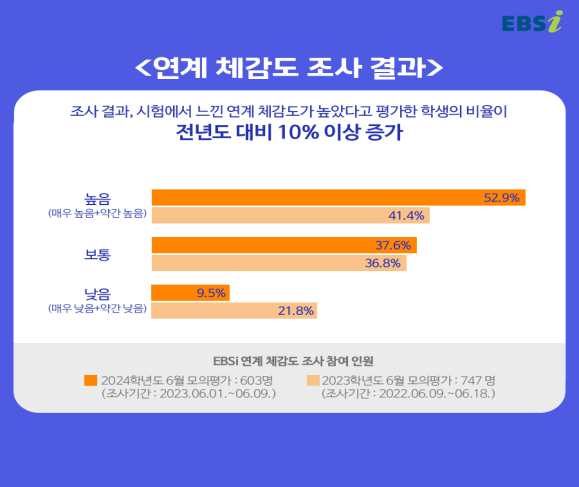 EBSi
<연계 체감도 조사 결과>
조사 결과, 시험에서 느낀 연계 체감도가 높았다고 평가한 학생의 비율이
전년도 대비 10% 이상 증가
높음
(매우 높음+약간 높음)
52.9%
41.4%
보통
37.6%
36.8%
낮음
(매우 낮음+약간 낮음)
9.5%
21.8%
EBSi 연계 체감도 조사 참여 인원
2024학년도 6월 모의평가 : 603명
(조사기간 : 2023.06.01.~06.09.)
2023학년도 6월 모의평가 : 747 명
(조사기간 : 2022.06.09.~06.18.)